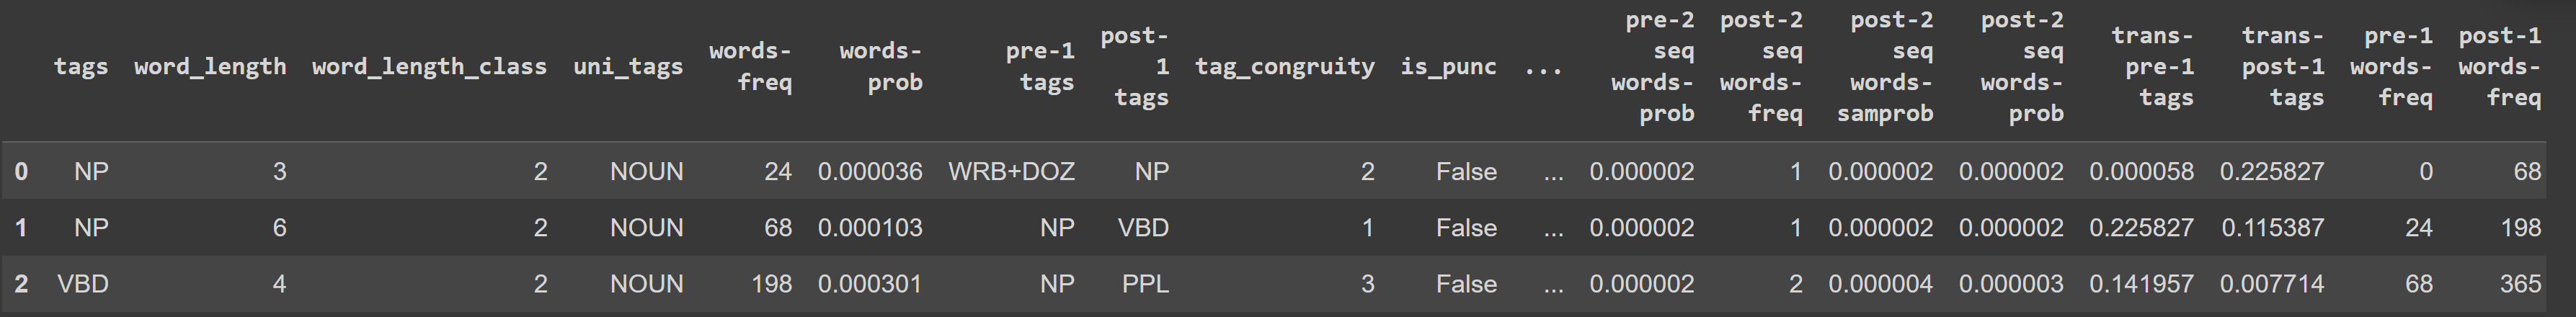 tags word_length word_length_class uni_tags words-freq words-prob pre-1 tags post-1 tags tag_congruity is_punc ... pre-2 seq words-prob post-2 seq words-freq post-2 seq words-samprob post-2 seq words-prob trans-pre-1 tags trans-post-1 tags pre-1 words-freq post-1 words-freq
0 NP 3 2 NOUN 24 0.000036 WRB+DOZ NP 2 False ... 0.000002 1 0.000002 0.000002 0.000058 0.225827 0 68
1 NP 6 2 NOUN 68 0.000103 NP VBD 1 False ... 0.000002 1 0.000002 0.000002 0.225827 0.115387 24 198
2 VBD 4 2 NOUN 198 0.000301 NP PPL 3 False ... 0.000002 2 0.000004 0.000003 0.141957 0.007714 68 365